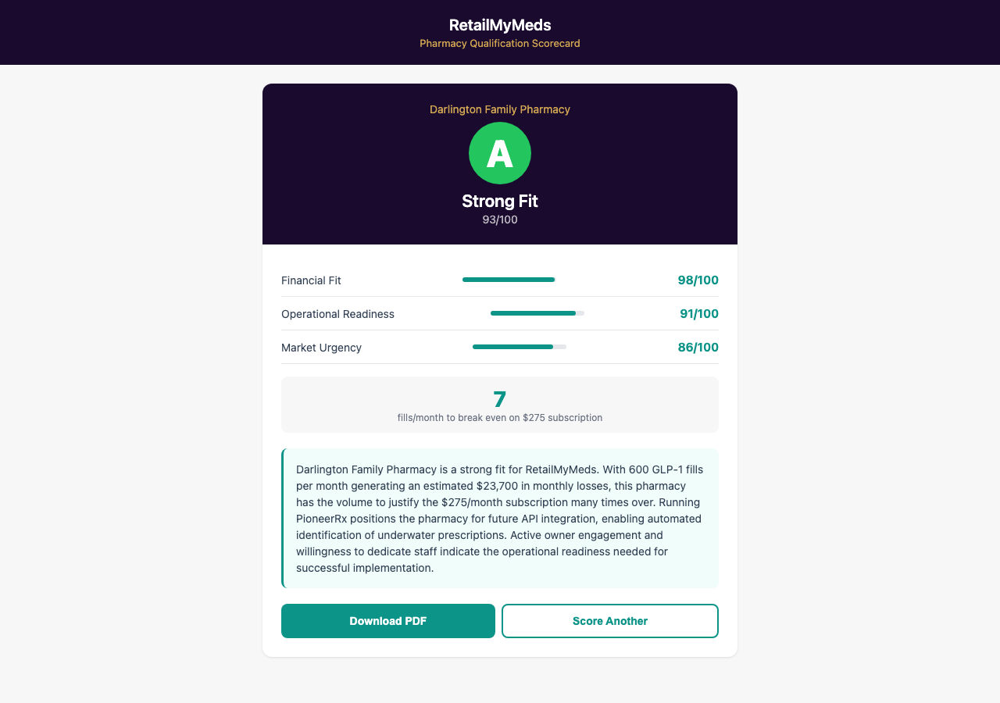 RetailMyMeds
Pharmacy Qualification Scorecard
Darlington Family Pharmacy
A
Strong Fit
93/100
Financial Fit 98/100
Operational Readiness 91/100
Market Urgency 86/100
7
fills/month to break even on $275 subscription
Darlington Family Pharmacy is a strong fit for RetailMyMeds. With 600 GLP-1 fills
per month generating an estimated $23,700 in monthly losses, this pharmacy
has the volume to justify the $275/month subscription many times over. Running
PioneerRx positions the pharmacy for future API integration, enabling automated
identification of underwater prescriptions. Active owner engagement and
willingness to dedicate staff indicate the operational readiness needed for
successful implementation.
Download PDF Score Another